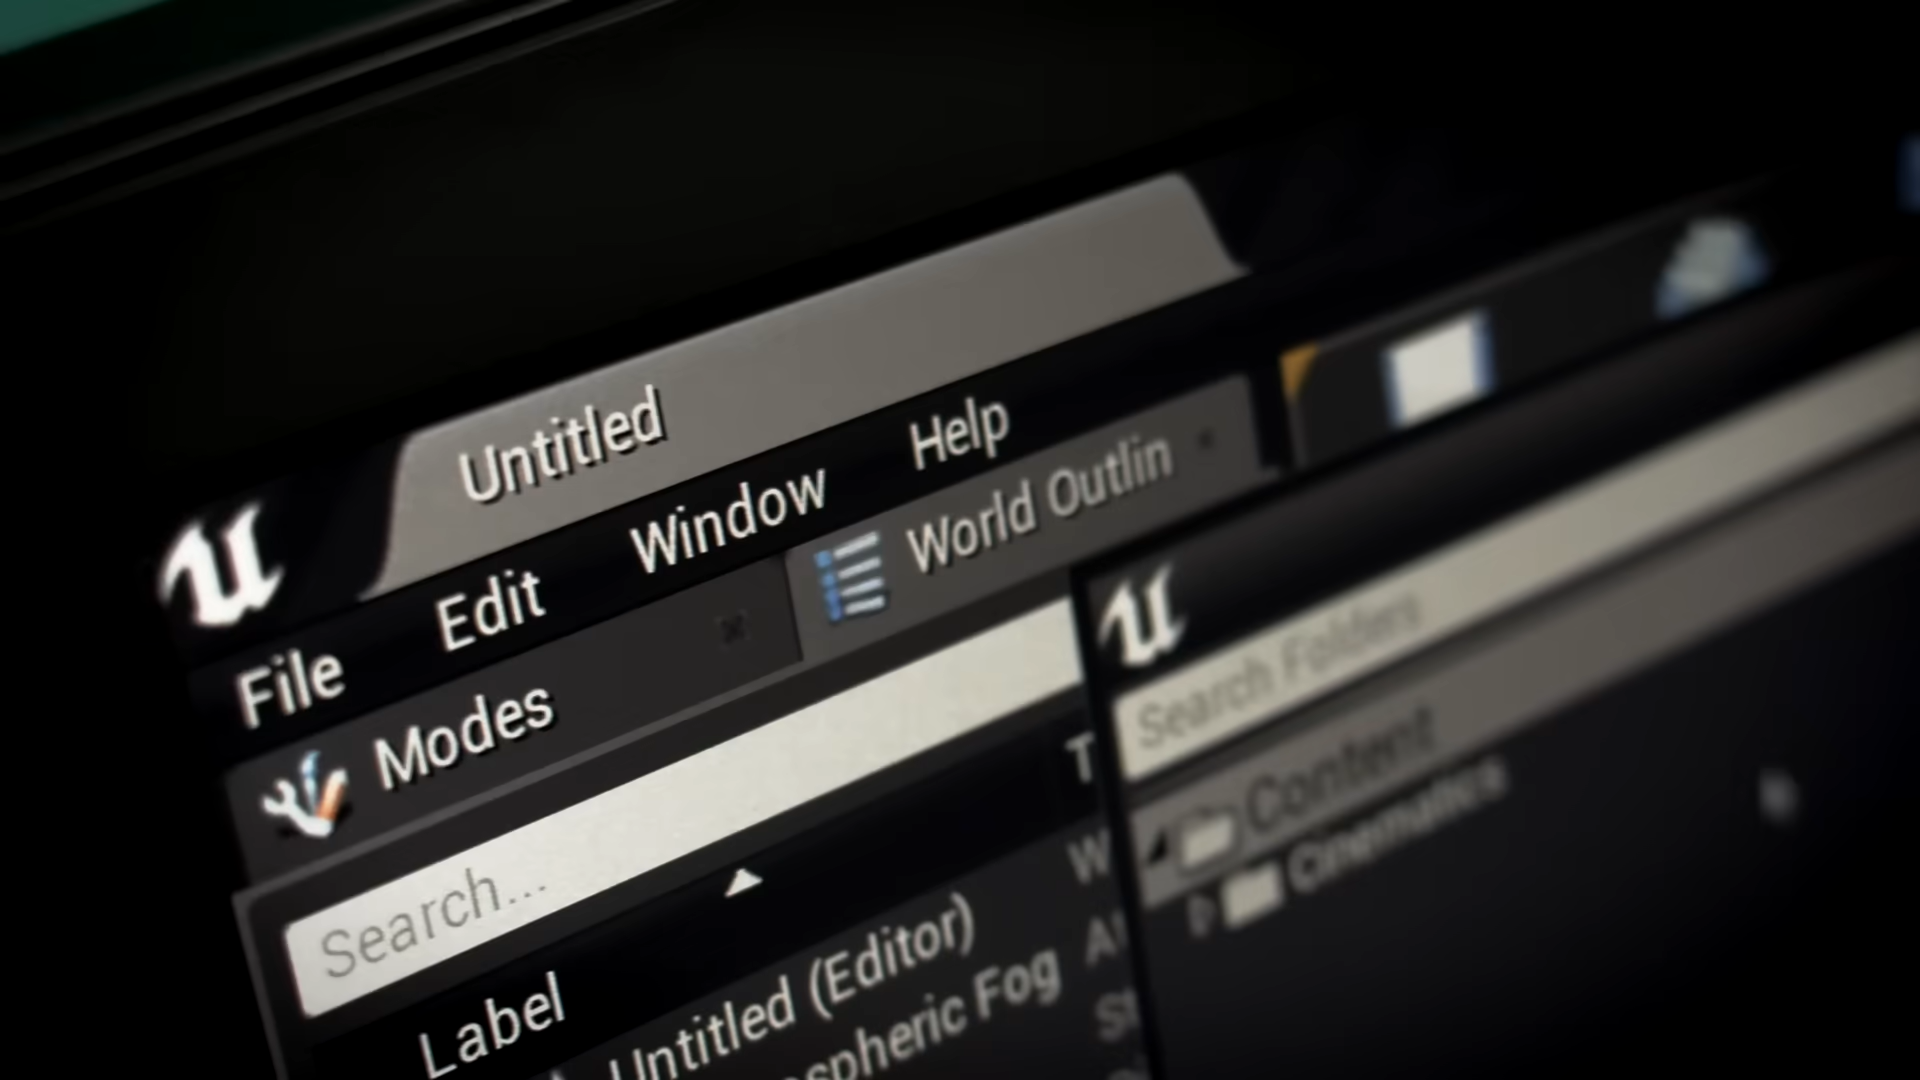 Untitled
File Edit Window Help
Modes
World Outlin
Search...
Label
Untitled (Editor)
spheric Fog
Search Folders
Content
Cinematics